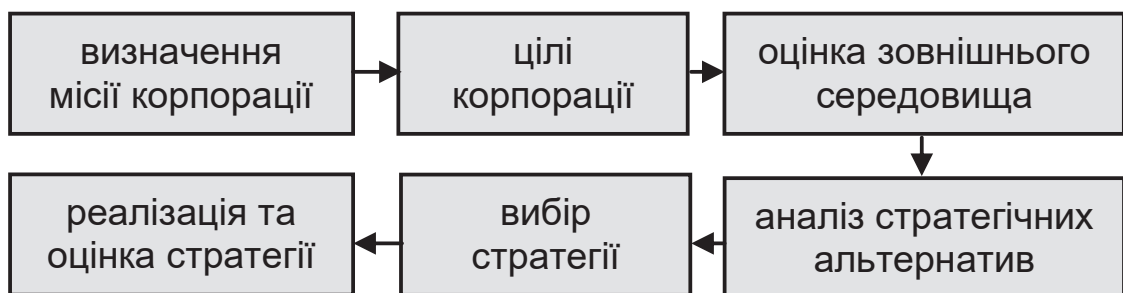 визначення
місії корпорації
цілі
корпорації
оцінка зовнішнього
середовища
аналіз стратегічних
альтернатив
вибір
стратегії
реалізація та
оцінка стратегії